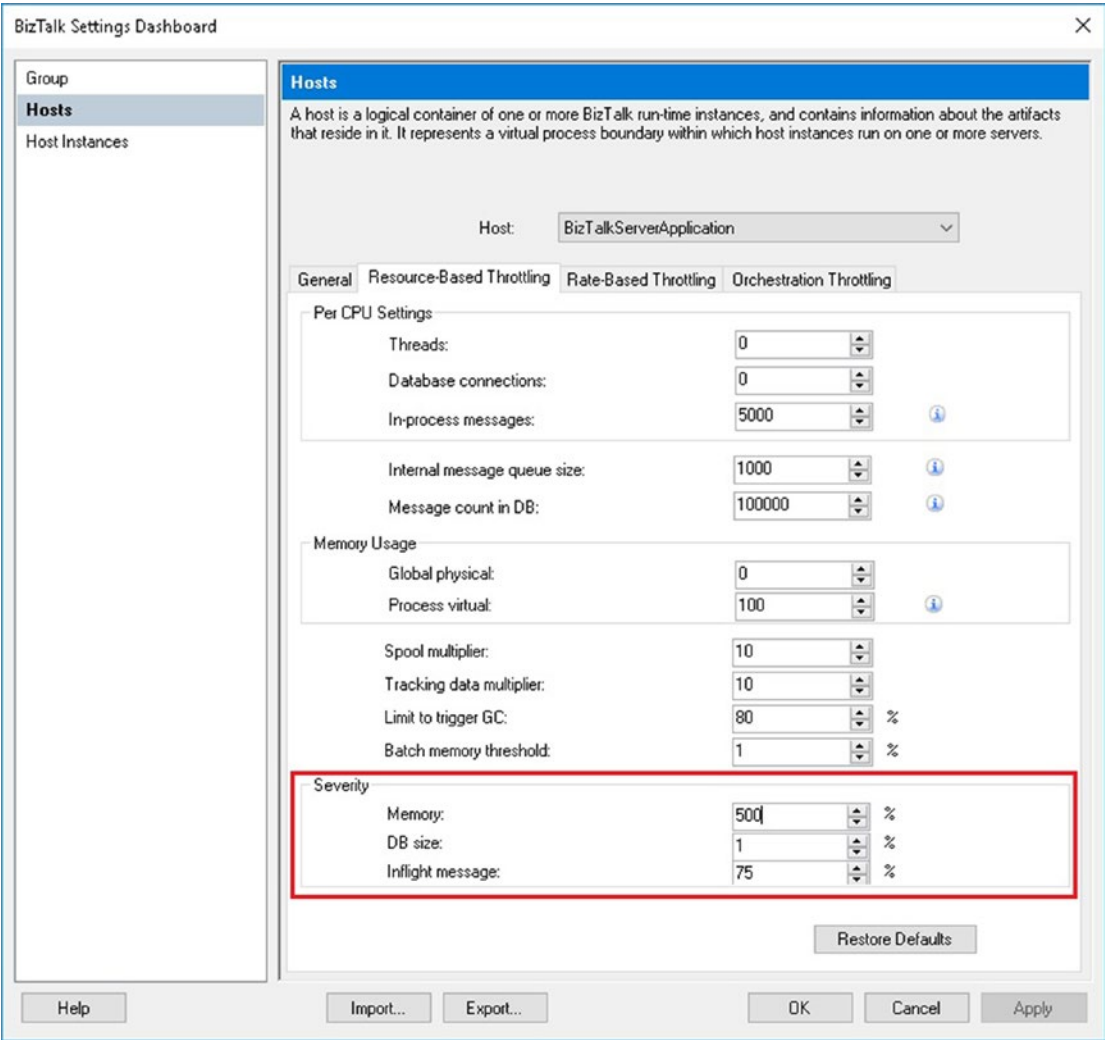 BizTalk Settings Dashboard
Group
Hosts
Host Instances
Hosts
A host is a logical container of one or more BizTalk run-time instances, and contains information about the artifacts
that reside in it. It represents a virtual process boundary within which host instances run on one or more servers.
Host: BizTalkServerApplication
General Resource-Based Throttling Rate-Based Throttling Orchestration Throttling
Per CPU Settings
Threads: 0
Database connections: 0
In-process messages: 5000
Internal message queue size: 1000
Message count in DB: 100000
Memory Usage
Global physical: 0
Process virtual: 100
Spool multiplier: 10
Tracking data multiplier: 10
Limit to trigger GC: 80 %
Batch memory threshold: 1 %
Severity
Memory: 500 %
DB size: 1 %
Inflight message: 75 %
Restore Defaults
Help Import... Export... OK Cancel Apply